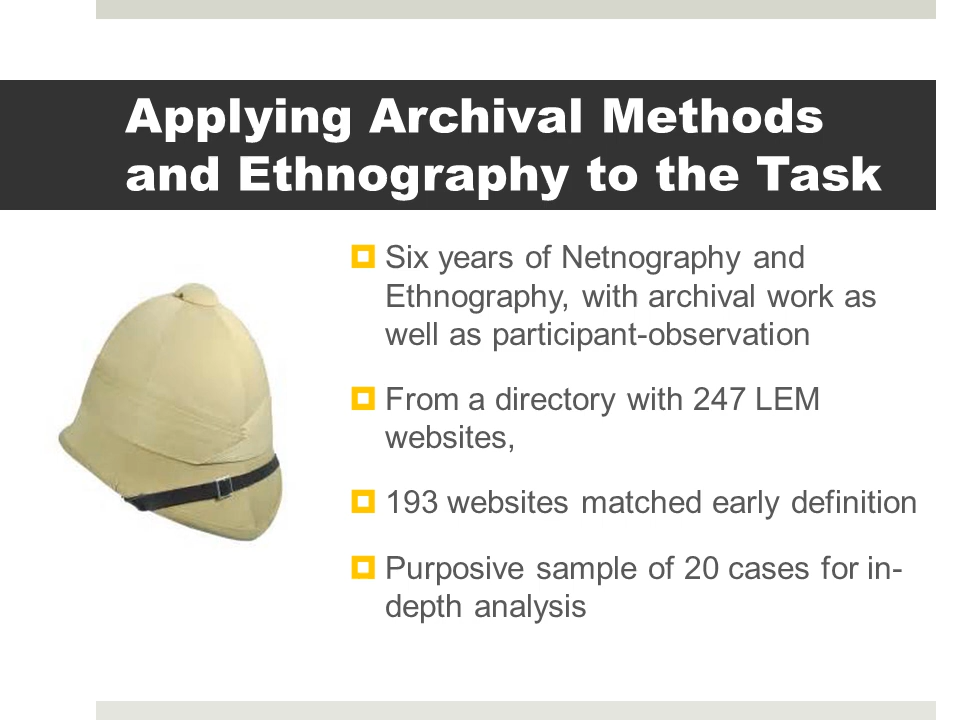 Applying Archival Methods
and Ethnography to the Task
Six years of Netnography and
Ethnography, with archival work as
well as participant-observation
From a directory with 247 LEM
websites,
193 websites matched early definition
Purposive sample of 20 cases for in-
depth analysis